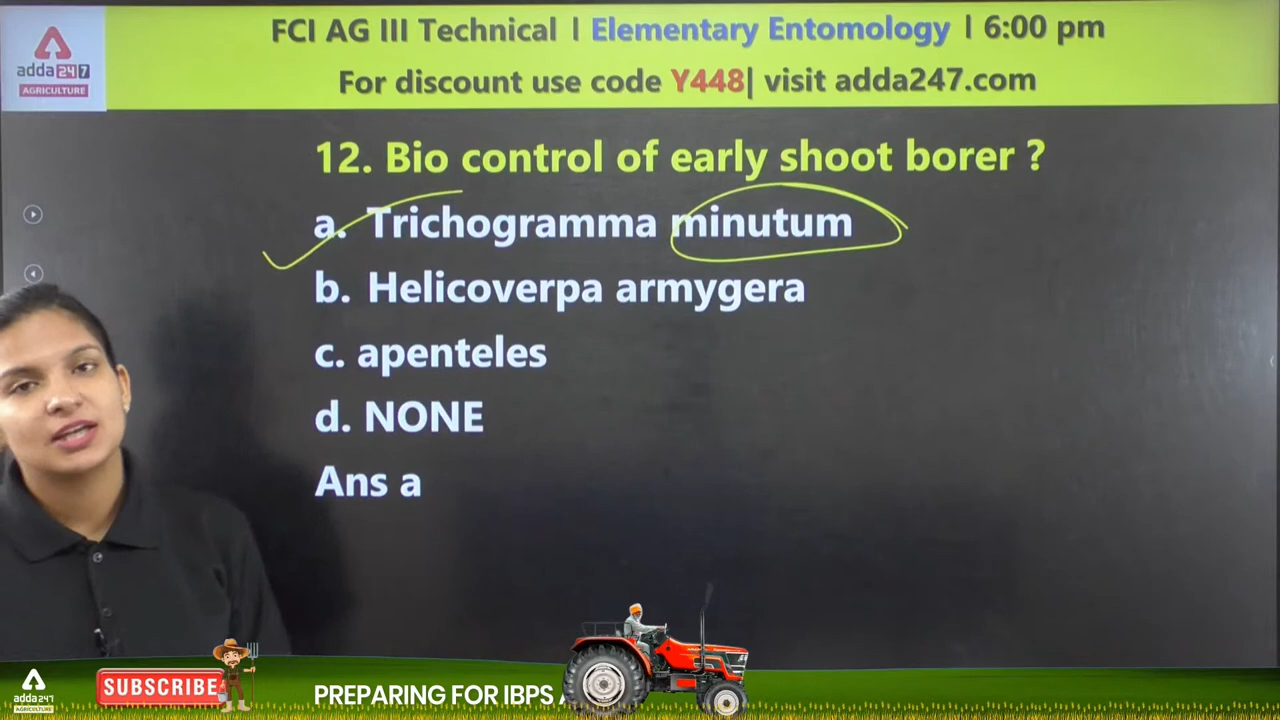 FCI AG III Technical | Elementary Entomology | 6:00 pm
For discount use code Y448| visit adda247.com
adda247
AGRICULTURE
12. Bio control of early shoot borer ?
a. Trichogramma minutum
b. Helicoverpa armygera
c. apenteles
d. NONE
Ans a
adda247
AGRICULTURE
SUBSCRIBE
PREPARING FOR IBPS A